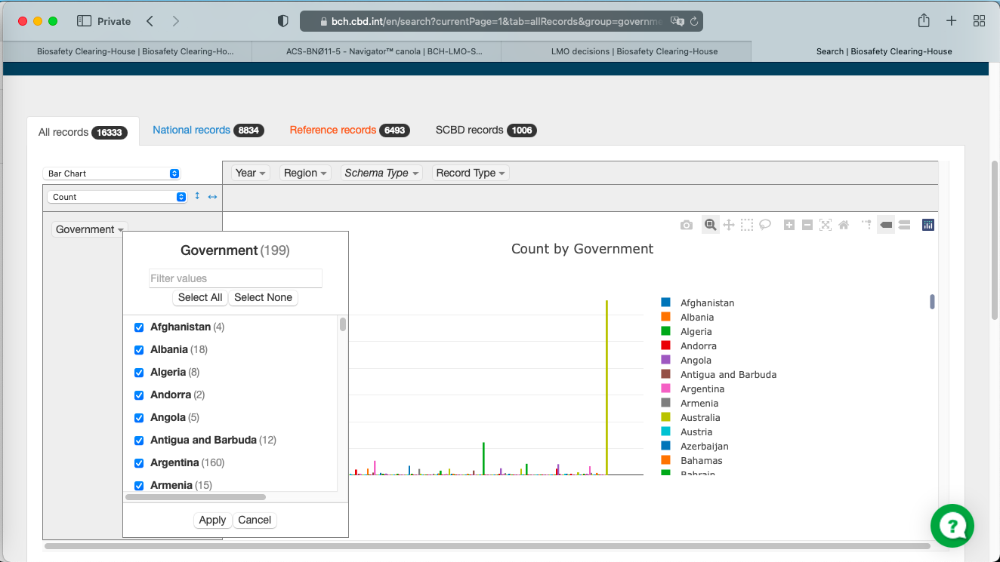 Private
bch.cbd.int/en/search?currentPage=1&tab=allRecords&group=governme
Biosafety Clearing-House | Biosafety Clearing-Ho...
ACS-BNØ11-5 - Navigator™ canola | BCH-LMO-S...
LMO decisions | Biosafety Clearing-House
Search | Biosafety Clearing-House
All records 16333
National records 8834
Reference records 6493
SCBD records 1006
Bar Chart
Year
Region
Schema Type
Record Type
Count
Government
Government (199)
Filter values
Select All
Select None
Afghanistan (4)
Albania (18)
Algeria (8)
Andorra (2)
Angola (5)
Antigua and Barbuda (12)
Argentina (160)
Armenia (15)
Apply
Cancel
Count by Government
Afghanistan
Albania
Algeria
Andorra
Angola
Antigua and Barbuda
Argentina
Armenia
Australia
Austria
Azerbaijan
Bahamas
Bahrain